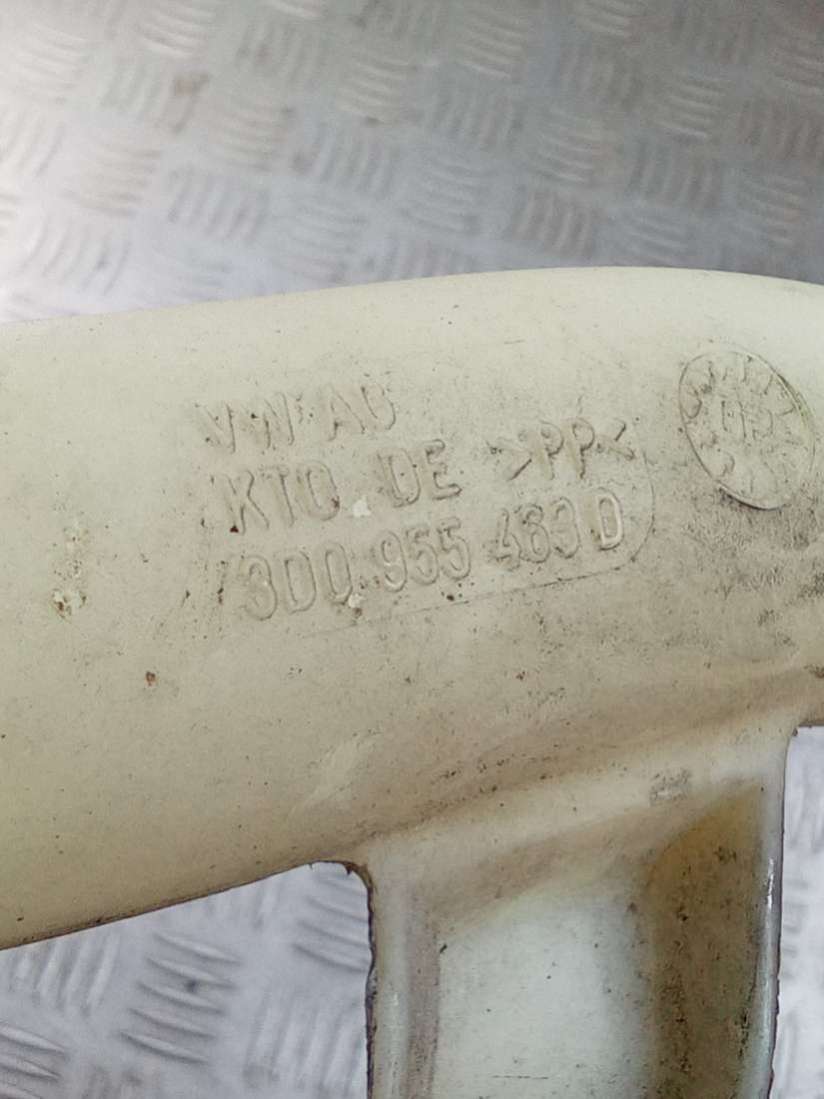 VW AG
KTO DE >PP<
3D0 955 463 D